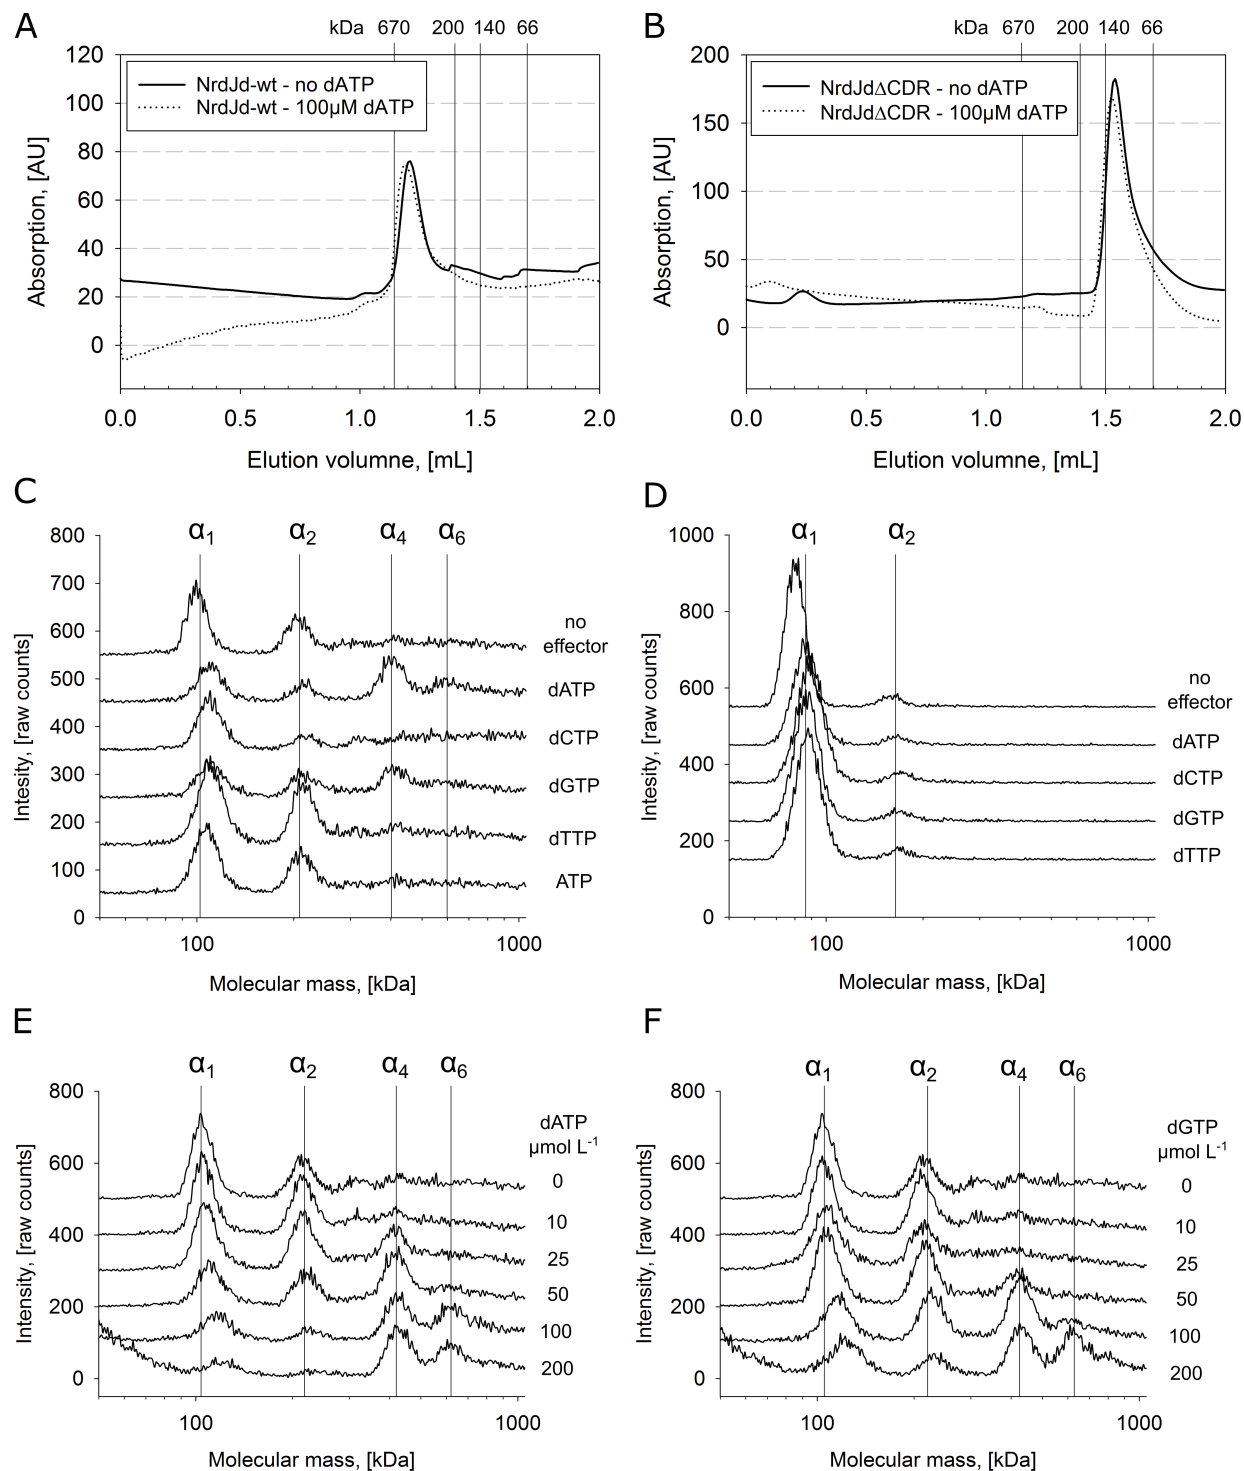 A
kDa 670 200 140 66
120
100
80
60
40
20
0
NrdJd-wt - no dATP
NrdJd-wt - 100µM dATP
Absorption, [AU]
0.0 0.5 1.0 1.5 2.0
Elution volumne, [mL]
B
kDa 670 200 140 66
200
150
100
50
0
NrdJdΔCDR - no dATP
NrdJdΔCDR - 100µM dATP
Absorption, [AU]
0.0 0.5 1.0 1.5 2.0
Elution volumne, [mL]
C
α1 α2 α4 α6
800
700
600
500
400
300
200
100
0
no
effector
dATP
dCTP
dGTP
dTTP
ATP
Intesity, [raw counts]
100 1000
Molecular mass, [kDa]
D
α1 α2
1000
800
600
400
200
0
no
effector
dATP
dCTP
dGTP
dTTP
Intesity, [raw counts]
100 1000
Molecular mass, [kDa]
E
α1 α2 α4 α6
800
600
400
200
0
dATP
µmol L-1
0
10
25
50
100
200
Intensity, [raw counts]
100 1000
Molecular mass, [kDa]
F
α1 α2 α4 α6
800
600
400
200
0
dGTP
µmol L-1
0
10
25
50
100
200
Intensity, [raw counts]
100 1000
Molecular mass, [kDa]